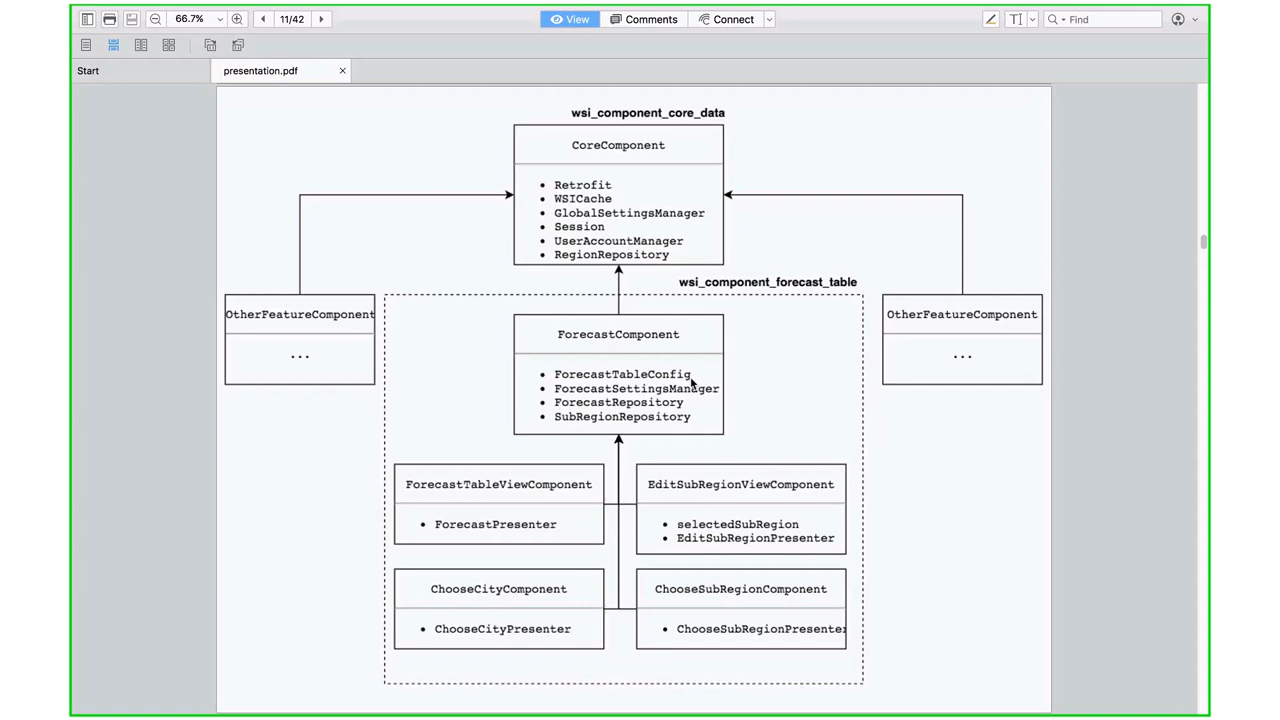 66.7%
11/42
View
Comments
Connect
Find
Start
presentation.pdf
wsi_component_core_data
CoreComponent
• Retrofit
• WSICache
• GlobalSettingsManager
• Session
• UserAccountManager
• RegionRepository
wsi_component_forecast_table
OtherFeatureComponent
...
ForecastComponent
• ForecastTableConfig
• ForecastSettingsManager
• ForecastRepository
• SubRegionRepository
OtherFeatureComponent
...
ForecastTableViewComponent
• ForecastPresenter
EditSubRegionViewComponent
• selectedSubRegion
• EditSubRegionPresenter
ChooseCityComponent
• ChooseCityPresenter
ChooseSubRegionComponent
• ChooseSubRegionPresenter